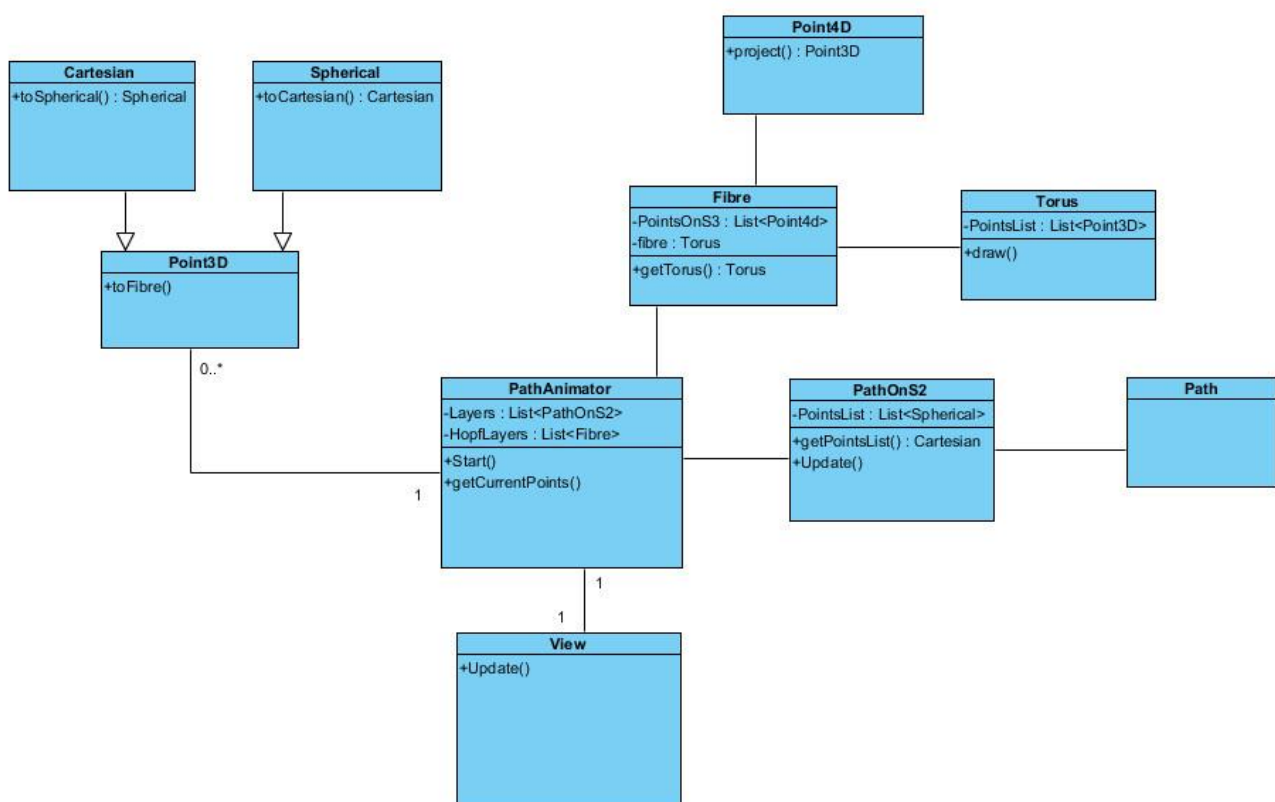 Point4D
+project() : Point3D
Cartesian
+toSpherical() : Spherical
Spherical
+toCartesian() : Cartesian
Fibre
-PointsOnS3 : List<Point4d>
-fibre : Torus
+getTorus() : Torus
Torus
-PointsList : List<Point3D>
+draw()
Point3D
+toFibre()
0..*
PathAnimator
-Layers : List<PathOnS2>
-HopfLayers : List<Fibre>
+Start()
+getCurrentPoints()
PathOnS2
-PointsList : List<Spherical>
+getPointsList() : Cartesian
+Update()
Path
1
1
1
View
+Update()